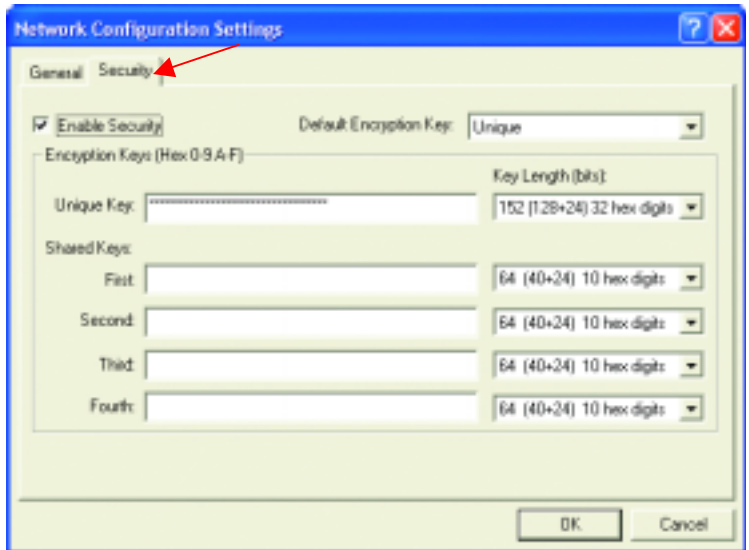 Network Configuration Settings
General Security
Enable Security Default Encryption Key: Unique
Encryption Keys (Hex 0-9,A-F)
Key Length (bits):
Unique Key: 152 (128+24) 32 hex digits
Shared Keys:
First: 64 (40+24) 10 hex digits
Second: 64 (40+24) 10 hex digits
Third: 64 (40+24) 10 hex digits
Fourth: 64 (40+24) 10 hex digits
OK Cancel